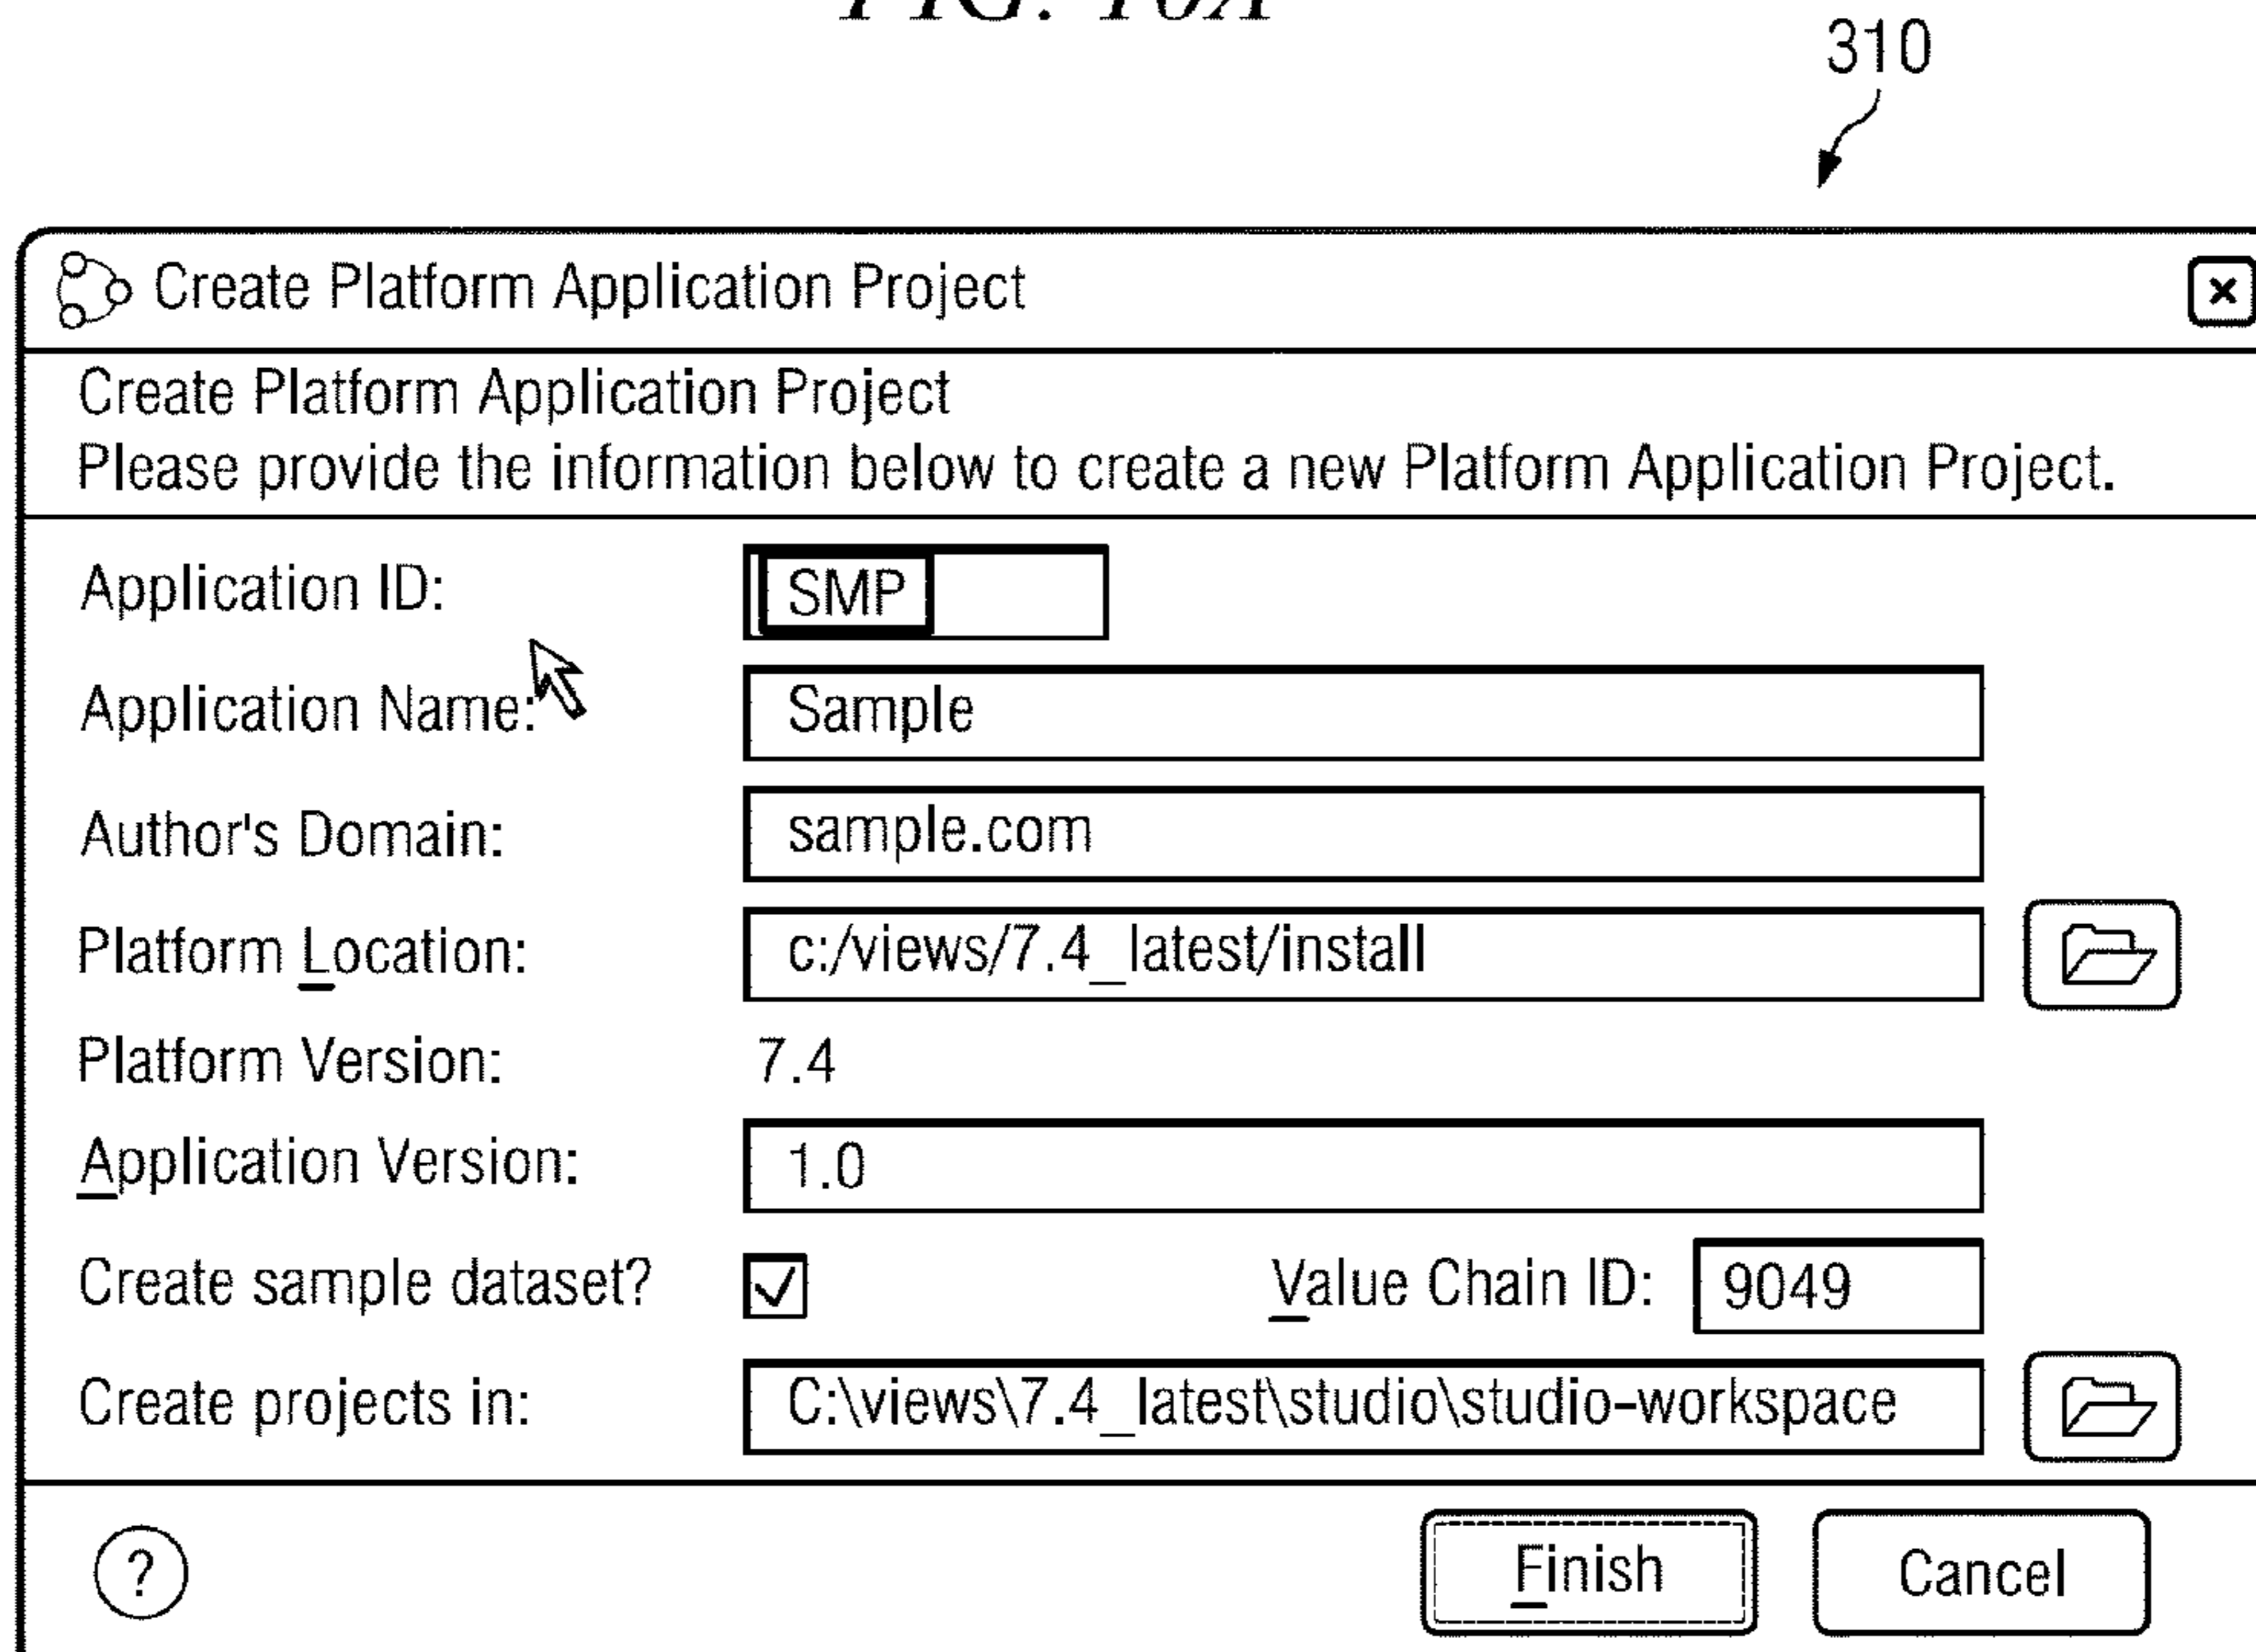 FIG. 10A
310
Create Platform Application Project
Create Platform Application Project
Please provide the information below to create a new Platform Application Project.
Application ID: SMP
Application Name: Sample
Author's Domain: sample.com
Platform Location: c:/views/7.4_latest/install
Platform Version: 7.4
Application Version: 1.0
Create sample dataset? Value Chain ID: 9049
Create projects in: C:\views\7.4_latest\studio\studio-workspace
? Finish Cancel